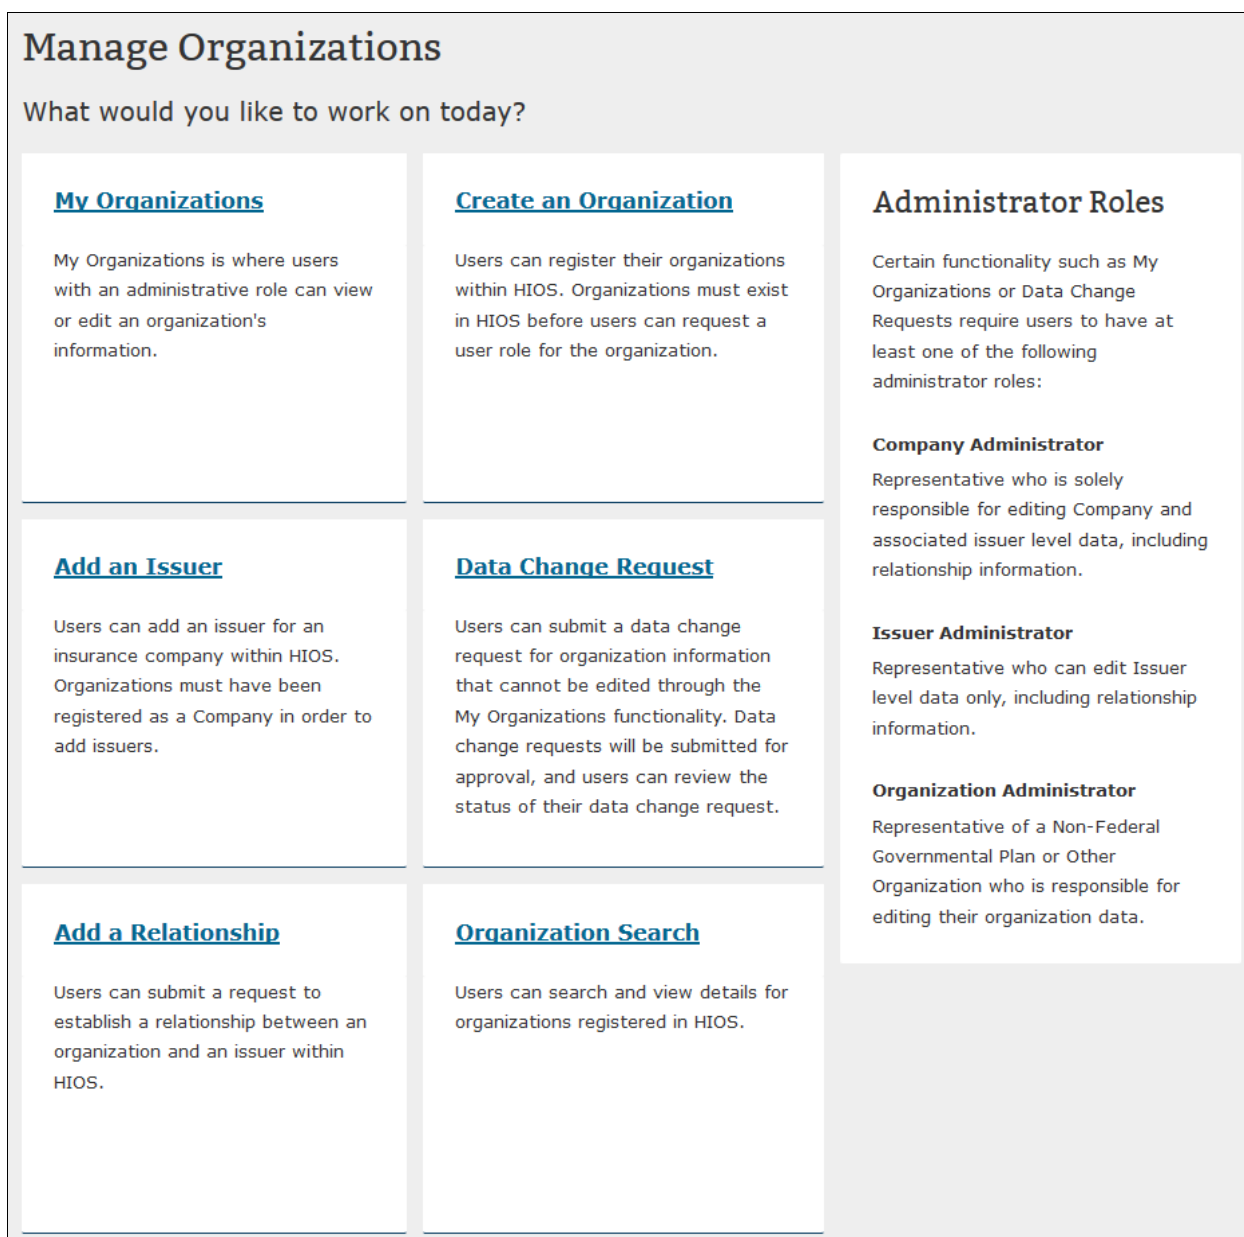 Manage Organizations
What would you like to work on today?
My Organizations
My Organizations is where users
with an administrative role can view
or edit an organization's
information.
Create an Organization
Users can register their organizations
within HIOS. Organizations must exist
in HIOS before users can request a
user role for the organization.
Add an Issuer
Users can add an issuer for an
insurance company within HIOS.
Organizations must have been
registered as a Company in order to
add issuers.
Data Change Request
Users can submit a data change
request for organization information
that cannot be edited through the
My Organizations functionality. Data
change requests will be submitted for
approval, and users can review the
status of their data change request.
Add a Relationship
Users can submit a request to
establish a relationship between an
organization and an issuer within
HIOS.
Organization Search
Users can search and view details for
organizations registered in HIOS.
Administrator Roles
Certain functionality such as My
Organizations or Data Change
Requests require users to have at
least one of the following
administrator roles:
Company Administrator
Representative who is solely
responsible for editing Company and
associated issuer level data, including
relationship information.
Issuer Administrator
Representative who can edit Issuer
level data only, including relationship
information.
Organization Administrator
Representative of a Non-Federal
Governmental Plan or Other
Organization who is responsible for
editing their organization data.